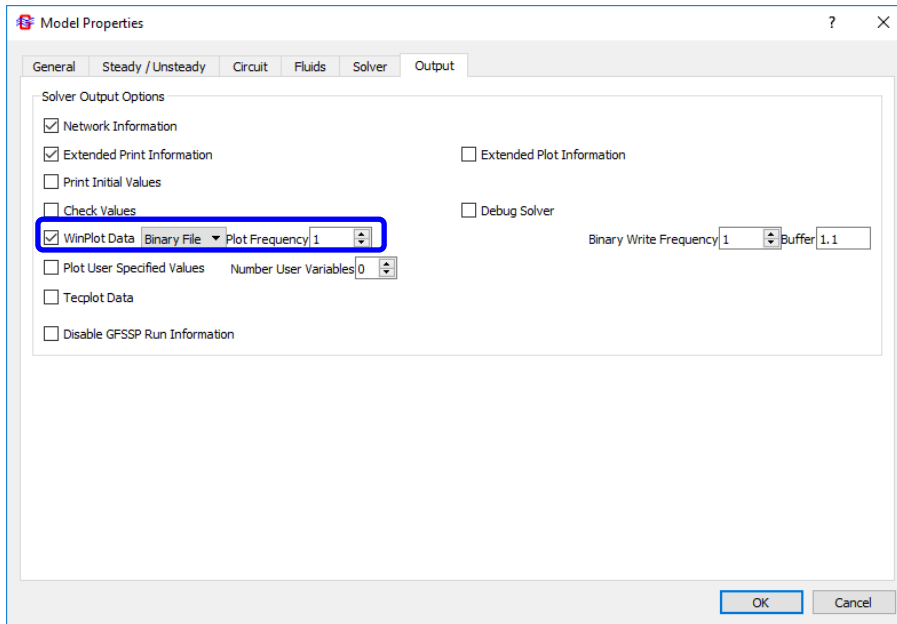 Model Properties ?
General Steady / Unsteady Circuit Fluids Solver Output
Solver Output Options
Network Information
Extended Print Information Extended Plot Information
Print Initial Values
Check Values Debug Solver
WinPlot Data Binary File Plot Frequency 1 Binary Write Frequency 1 Buffer 1.1
Plot User Specified Values Number User Variables 0
Tecplot Data
Disable GFSSP Run Information
OK Cancel